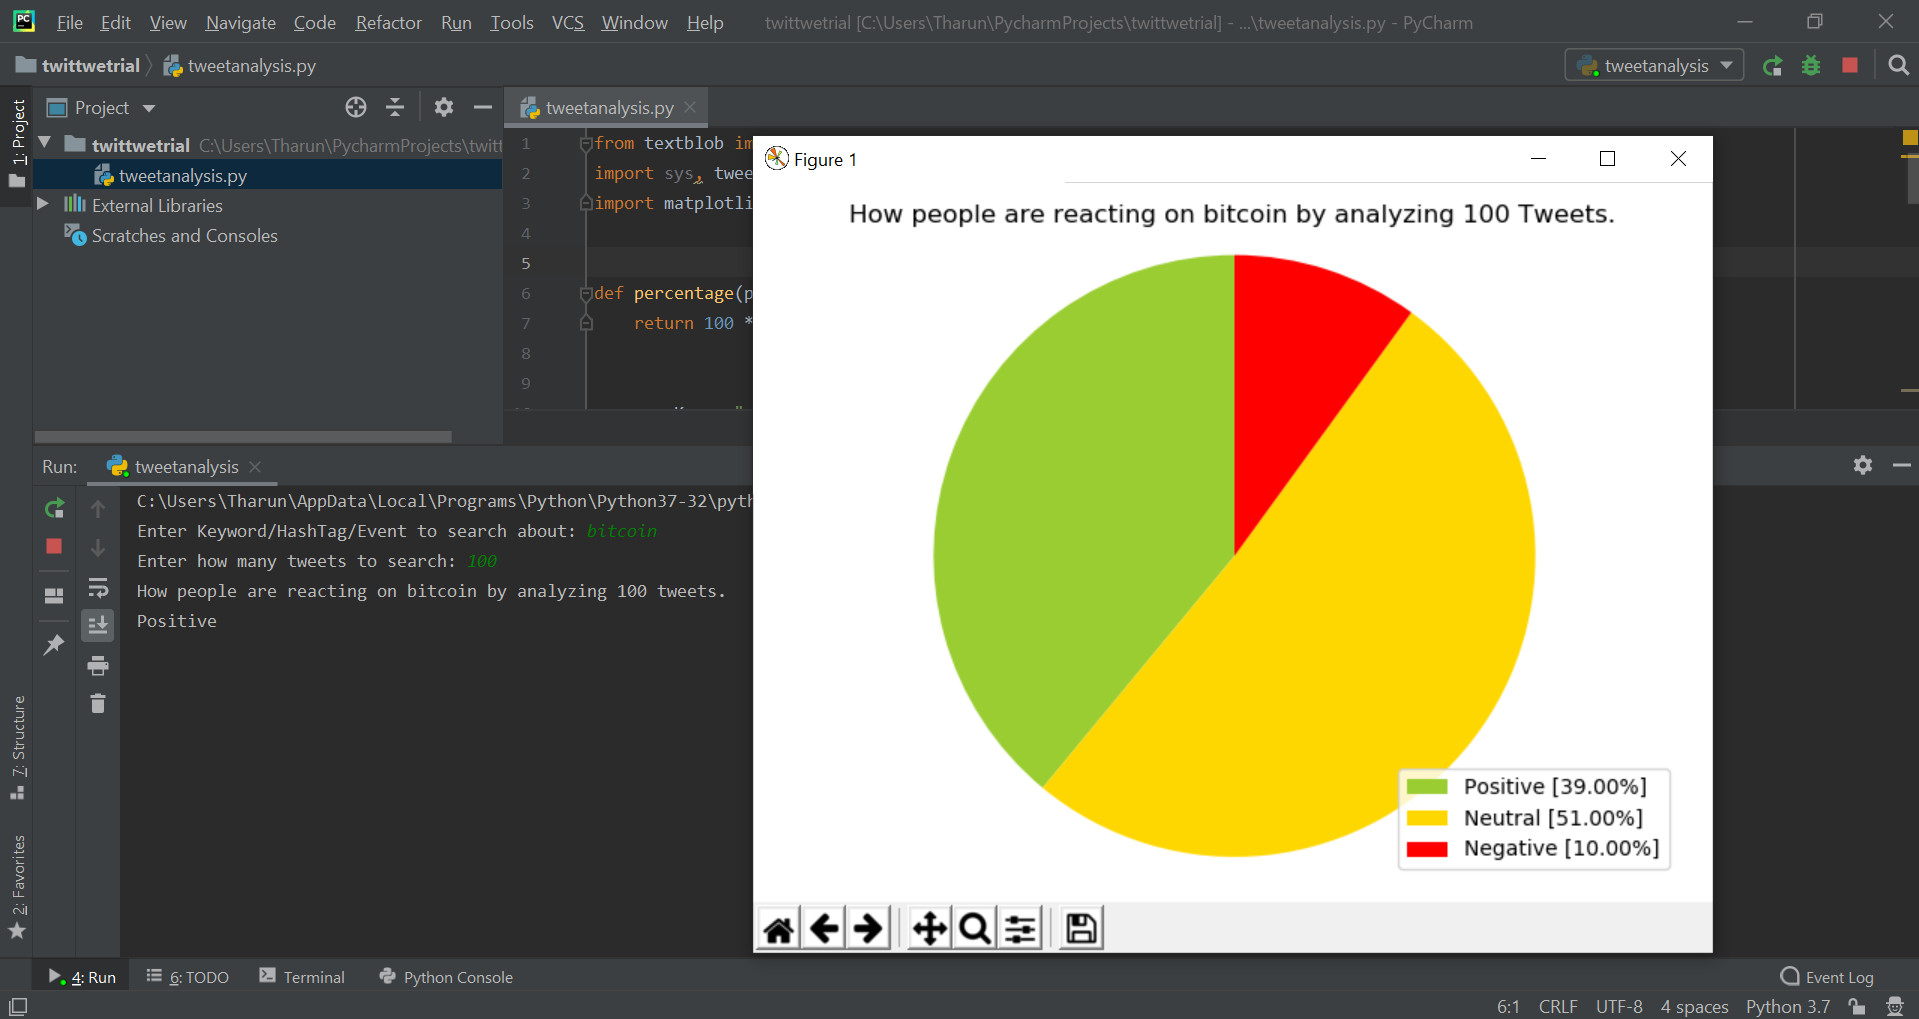 PC File Edit View Navigate Code Refactor Run Tools VCS Window Help twittwetrial [C:\Users\Tharun\PycharmProjects\twittwetrial] - ...\tweetanalysis.py - PyCharm
twittwetrial tweetanalysis.py tweetanalysis
1: Project
Project
tweetanalysis.py
twittwetrial C:\Users\Tharun\PycharmProjects\twitt
tweetanalysis.py
External Libraries
Scratches and Consoles
1 from textblob im
2 import sys, twee
3 import matplotli
4
5
6 def percentage(p
7 return 100 *
8
9
Figure 1
How people are reacting on bitcoin by analyzing 100 Tweets.
Positive [39.00%]
Neutral [51.00%]
Negative [10.00%]
Run: tweetanalysis
C:\Users\Tharun\AppData\Local\Programs\Python\Python37-32\pyth
Enter Keyword/HashTag/Event to search about: bitcoin
Enter how many tweets to search: 100
How people are reacting on bitcoin by analyzing 100 tweets.
Positive
7: Structure
2: Favorites
4: Run 6: TODO Terminal Python Console Event Log
6:1 CRLF UTF-8 4 spaces Python 3.7